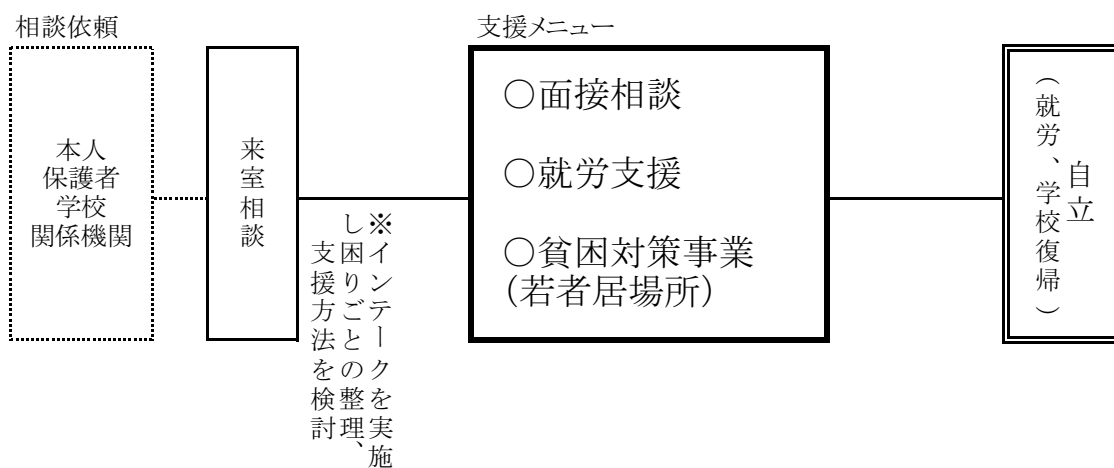 相談依頼
本人
保護者
学校
関係機関
来室相談
※インテークを実施
し困りごとの整理、
支援方法を検討
支援メニュー
○面接相談
○就労支援
○貧困対策事業
(若者居場所)
自立
（就労、学校復帰）